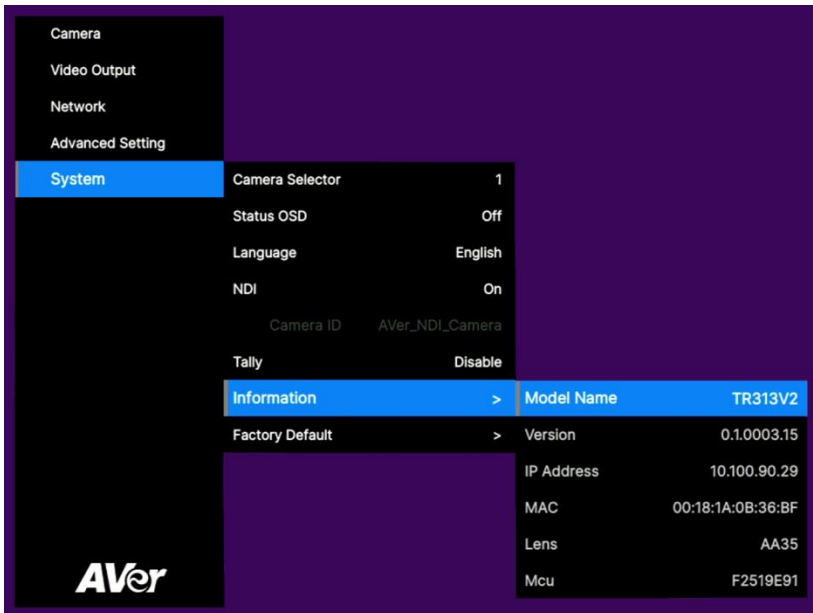 Camera
Video Output
Network
Advanced Setting
System
Camera Selector 1
Status OSD Off
Language English
NDI On
Camera ID AVer_NDI_Camera
Tally Disable
Information >
Factory Default >
Model Name TR313V2
Version 0.1.0003.15
IP Address 10.100.90.29
MAC 00:18:1A:0B:36:BF
Lens AA35
Mcu F2519E91
AVer